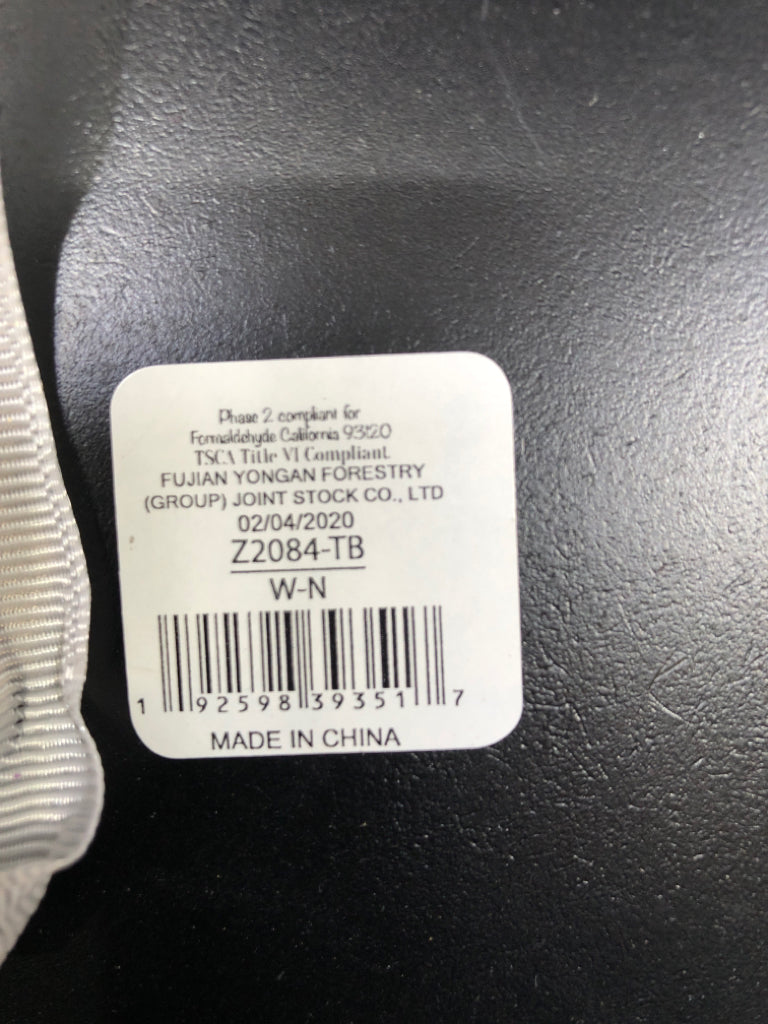 Phase 2 compliant for
Formaldehyde California 93120
TSCA Title VI Compliant
FUJIAN YONGAN FORESTRY
(GROUP) JOINT STOCK CO., LTD
02/04/2020
Z2084-TB
W-N
1 92598 39351 7
MADE IN CHINA